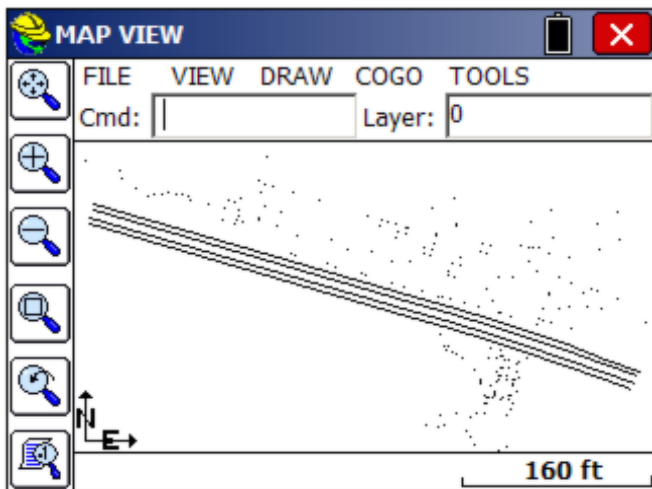 MAP VIEW
FILE VIEW DRAW COGO TOOLS
Cmd: Layer: 0
N
E
160 ft